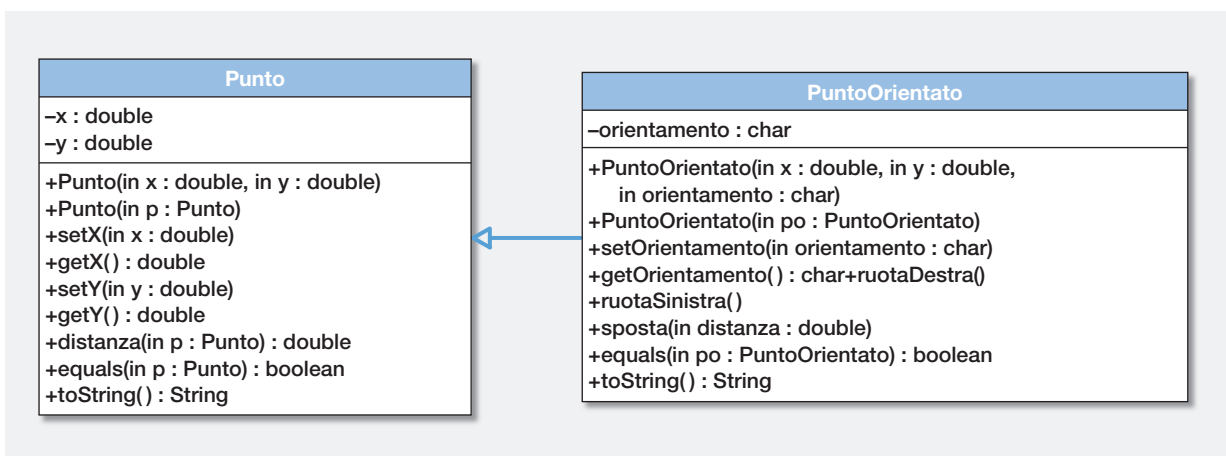 Punto
–x : double
–y : double
+Punto(in x : double, in y : double)
+Punto(in p : Punto)
+setX(in x : double)
+getX() : double
+setY(in y : double)
+getY() : double
+distanza(in p : Punto) : double
+equals(in p : Punto) : boolean
+toString() : String
PuntoOrientato
–orientamento : char
+PuntoOrientato(in x : double, in y : double,
in orientamento : char)
+PuntoOrientato(in po : PuntoOrientato)
+setOrientamento(in orientamento : char)
+getOrientamento() : char+ruotaDestra()
+ruotaSinistra()
+sposta(in distanza : double)
+equals(in po : PuntoOrientato) : boolean
+toString() : String